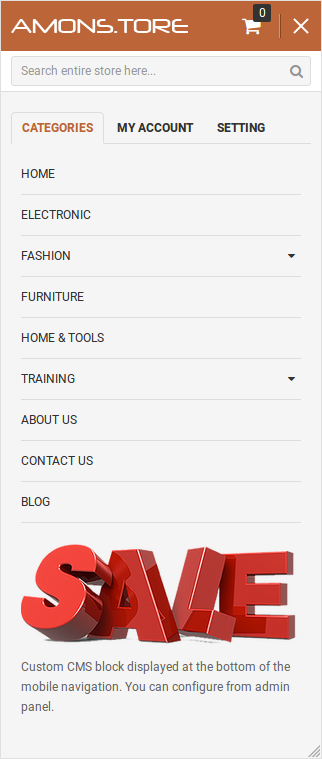 AMONS.TORE
0
Search entire store here...
CATEGORIES MY ACCOUNT SETTING
HOME
ELECTRONIC
FASHION
FURNITURE
HOME & TOOLS
TRAINING
ABOUT US
CONTACT US
BLOG
SALE
Custom CMS block displayed at the bottom of the
mobile navigation. You can configure from admin
panel.